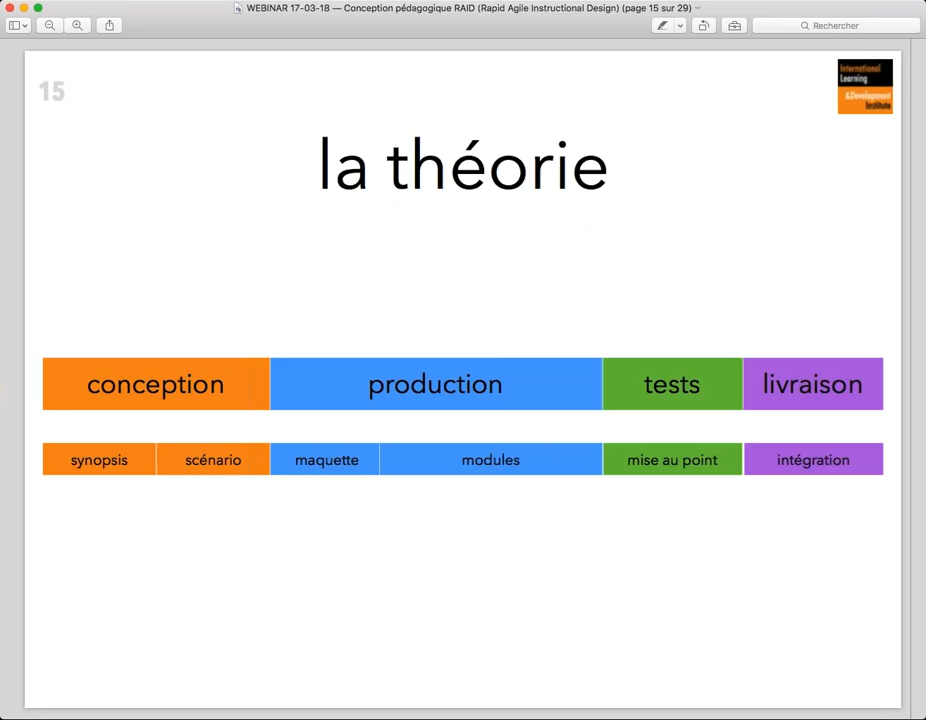 WEBINAR 17-03-18 — Conception pédagogique RAID (Rapid Agile Instructional Design) (page 15 sur 29)
Rechercher
15
International
Learning
&Development
Institute
la théorie
conception production tests livraison
synopsis scénario maquette modules mise au point intégration